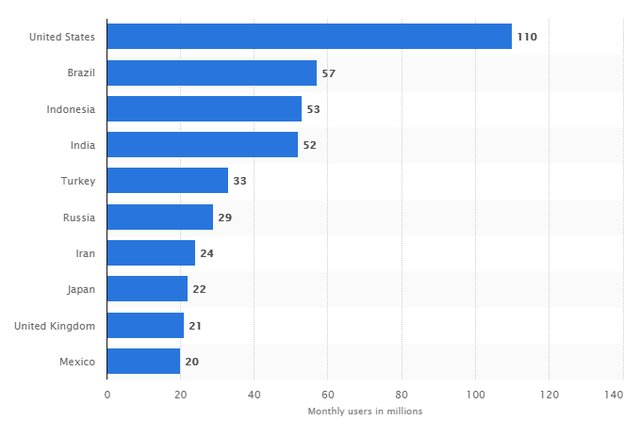 United States 110
Brazil 57
Indonesia 53
India 52
Turkey 33
Russia 29
Iran 24
Japan 22
United Kingdom 21
Mexico 20
0 20 40 60 80 100 120 140
Monthly users in millions